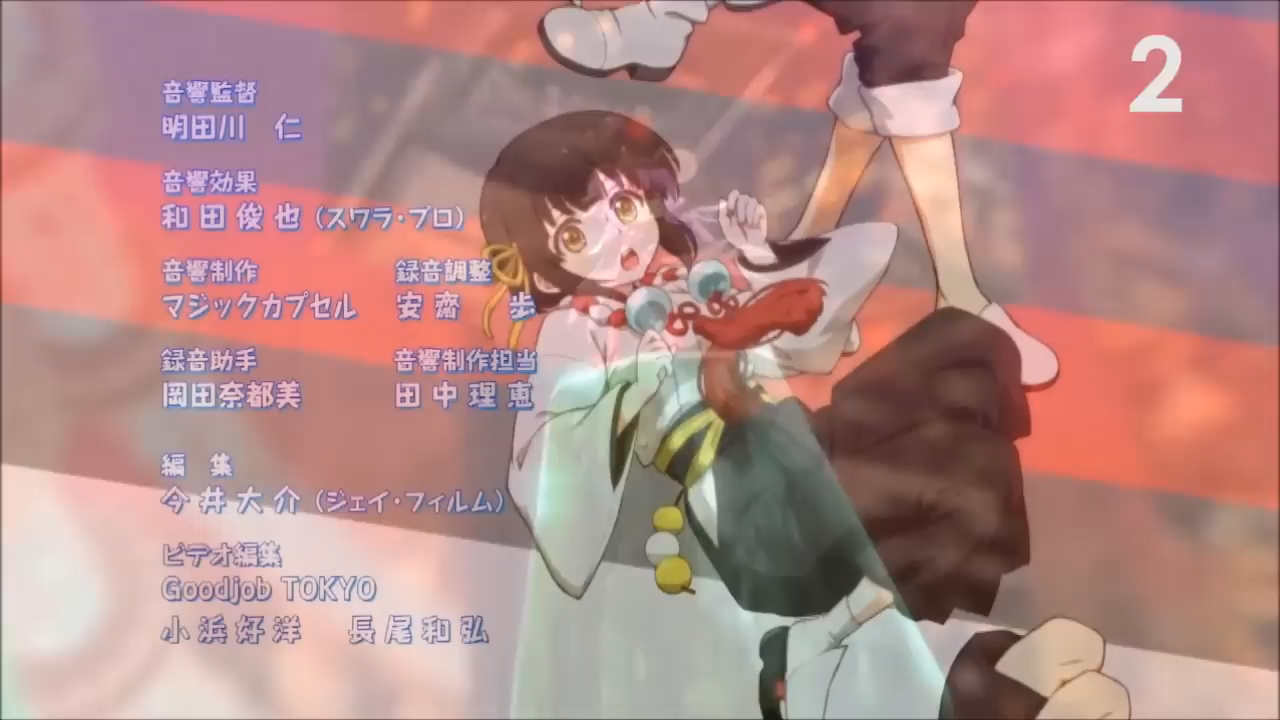 音響監督
明田川 仁
音響効果
和田俊也(スワラ・プロ)
音響制作 録音調整
マジックカプセル 安齋 歩
録音助手 音響制作担当
岡田奈都美 田中理恵
編 集
今井大介(ジェイ・フィルム)
ビデオ編集
Goodjob TOKYO
小浜好洋 長尾和弘
2